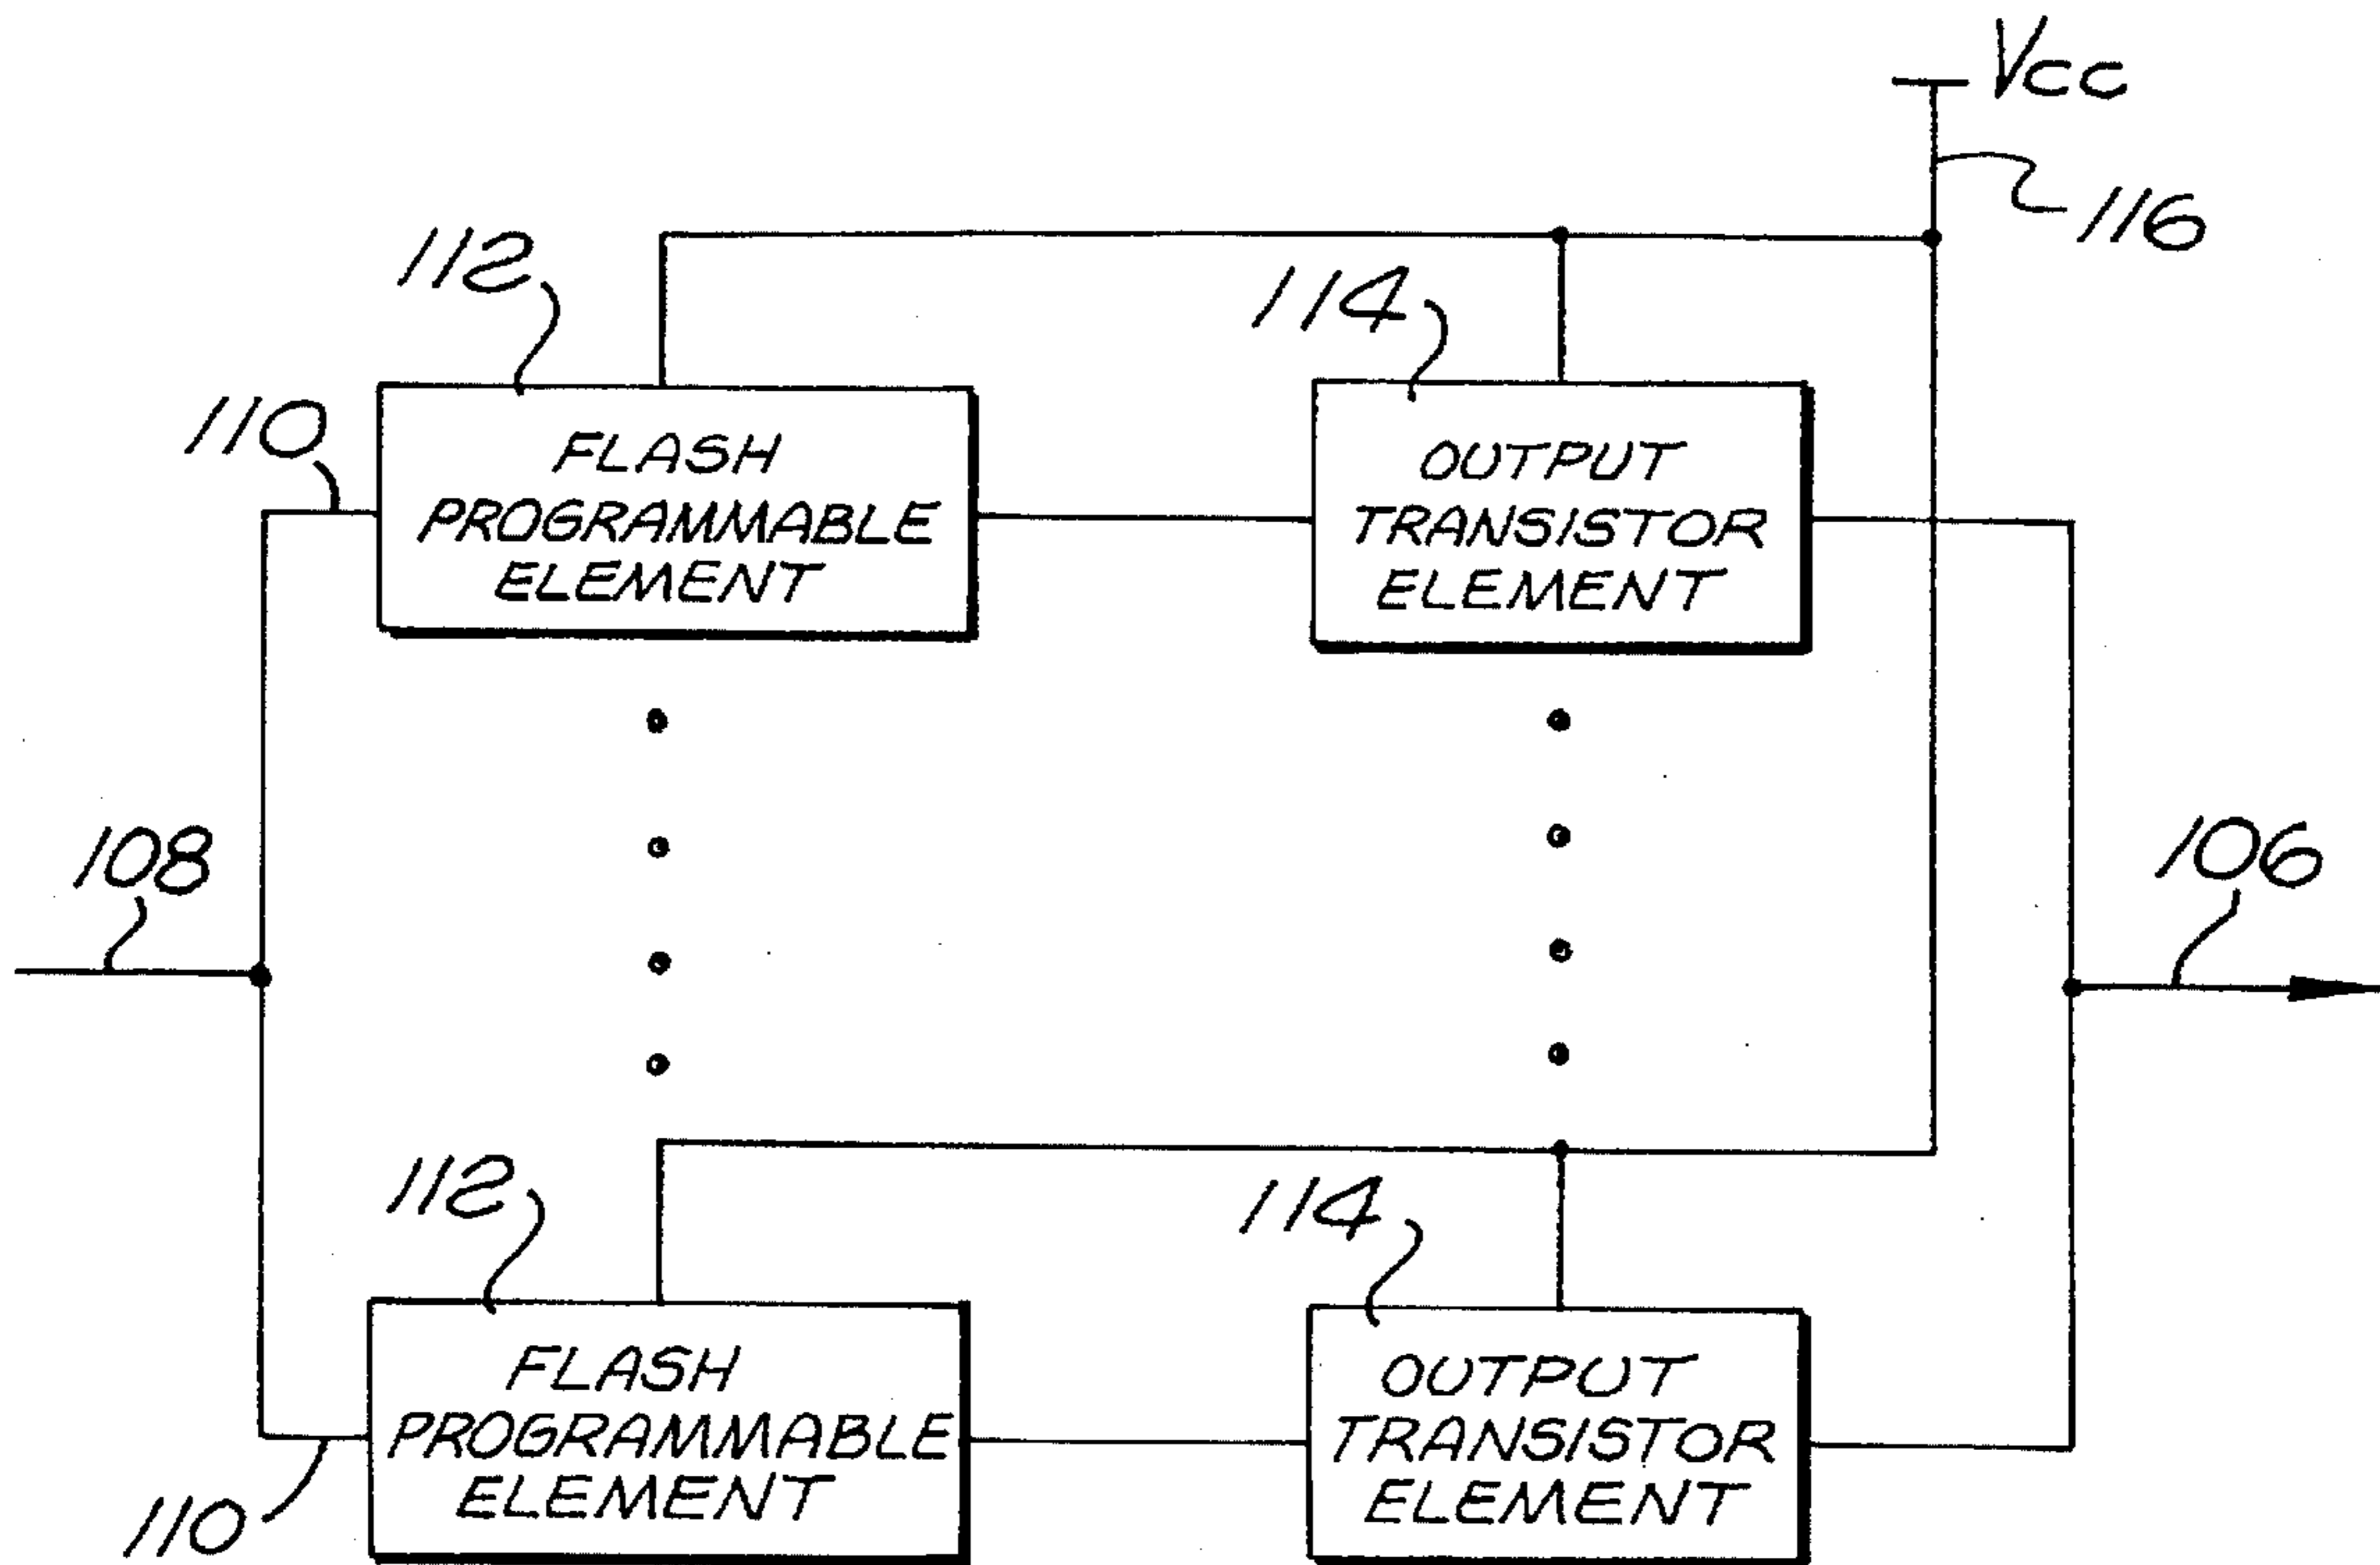 Vcc
116
112
114
110
FLASH
PROGRAMMABLE
ELEMENT
OUTPUT
TRANSISTOR
ELEMENT
108
106
112
114
FLASH
PROGRAMMABLE
ELEMENT
OUTPUT
TRANSISTOR
ELEMENT
110